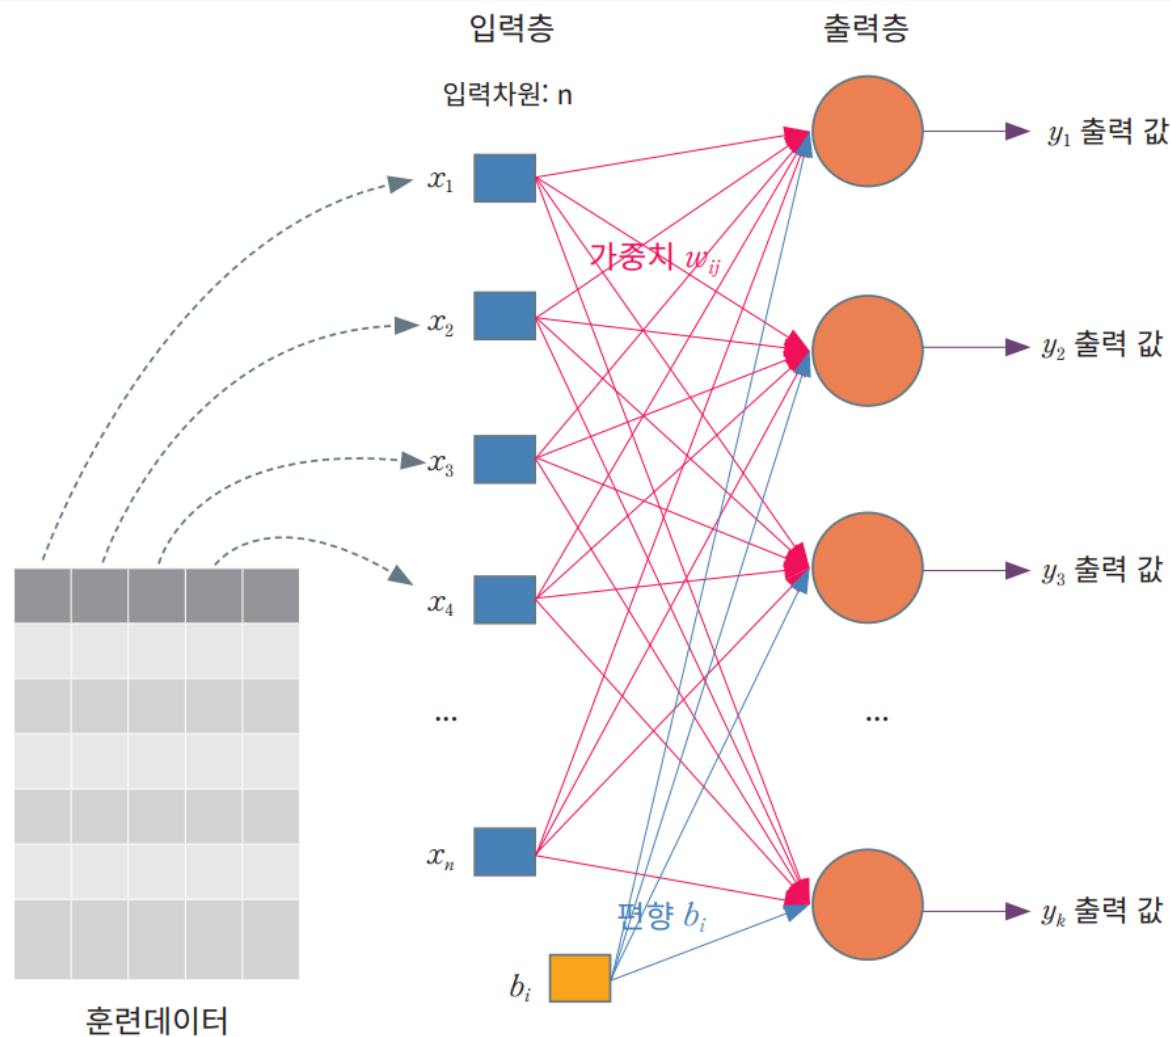 입력층
출력층
입력차원: n
x₁
x₂
x₃
x₄
...
xₙ
bᵢ
가중치 wᵢⱼ
편향 bᵢ
y₁ 출력 값
y₂ 출력 값
y₃ 출력 값
...
yₖ 출력 값
훈련데이터